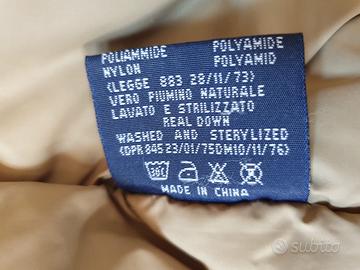 POLIAMMIDE POLYAMIDE
NYLON POLYAMID
(LEGGE 883 28/11/73)
VERO PIUMINO NATURALE
LAVATO E STRILIZZATO
REAL DOWN
WASHED AND STERYLIZED
(DPR 845 23/01/75DM10/11/76)
30
MADE IN CHINA
subito